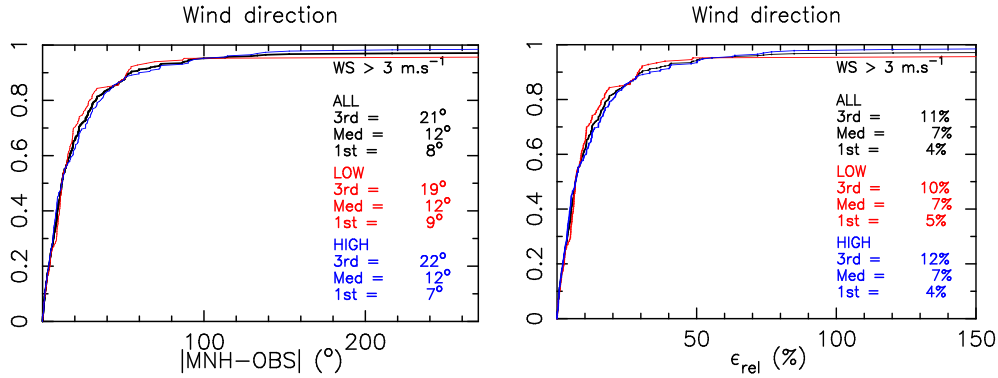 Wind direction
1
0.8
0.6
0.4
0.2
0
WS > 3 m.s⁻¹
ALL
3rd = 21°
Med = 12°
1st = 8°
LOW
3rd = 19°
Med = 12°
1st = 9°
HIGH
3rd = 22°
Med = 12°
1st = 7°
100 200
|MNH−OBS| (°)
Wind direction
1
0.8
0.6
0.4
0.2
0
WS > 3 m.s⁻¹
ALL
3rd = 11%
Med = 7%
1st = 4%
LOW
3rd = 10%
Med = 7%
1st = 5%
HIGH
3rd = 12%
Med = 7%
1st = 4%
50 100 150
ϵrel (%)